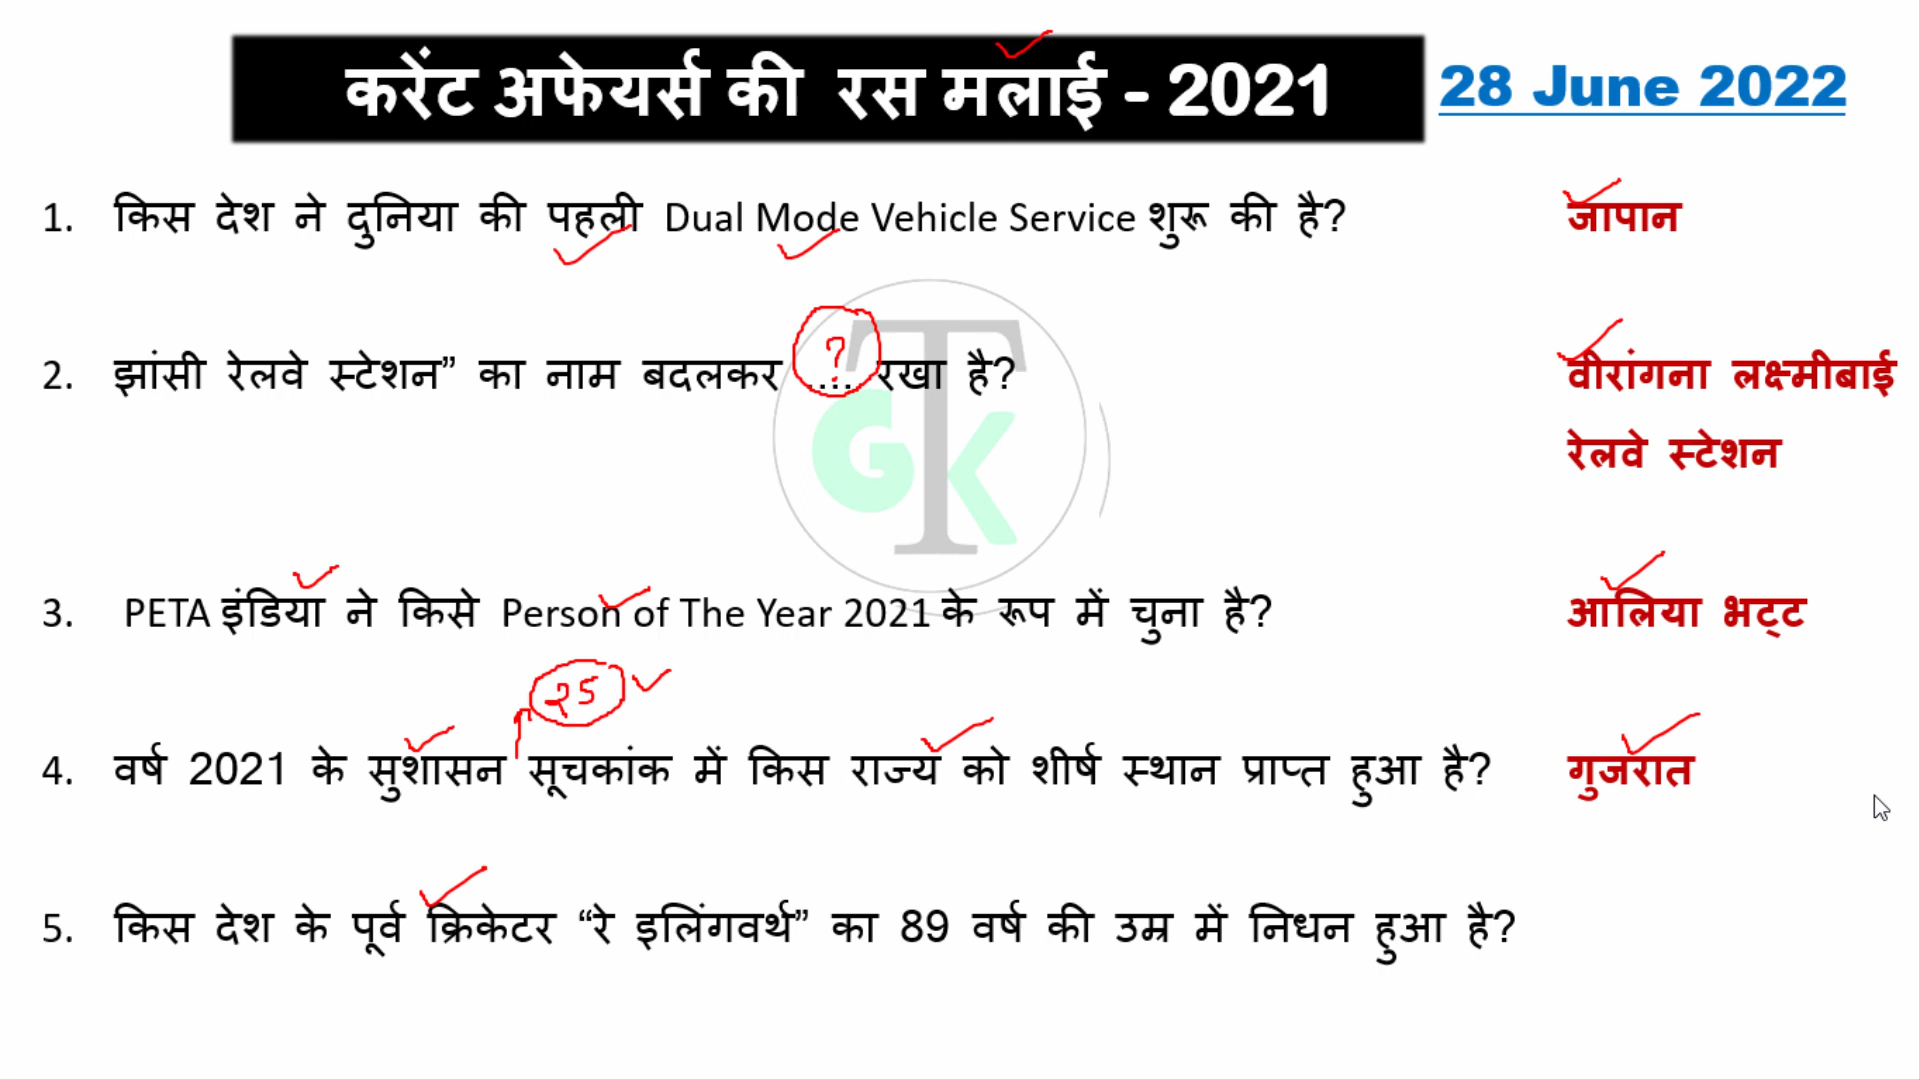 करेंट अफेयर्स की रस मलाई - 2021
28 June 2022
1. किस देश ने दुनिया की पहली Dual Mode Vehicle Service शुरू की है? जापान
2. झांसी रेलवे स्टेशन” का नाम बदलकर .... रखा है? वीरांगना लक्ष्मीबाई
?
रेलवे स्टेशन
GTK
3. PETA इंडिया ने किसे Person of The Year 2021 के रूप में चुना है? आलिया भट्ट
25
4. वर्ष 2021 के सुशासन सूचकांक में किस राज्य को शीर्ष स्थान प्राप्त हुआ है? गुजरात
5. किस देश के पूर्व क्रिकेटर “रे इलिंगवर्थ” का 89 वर्ष की उम्र में निधन हुआ है?